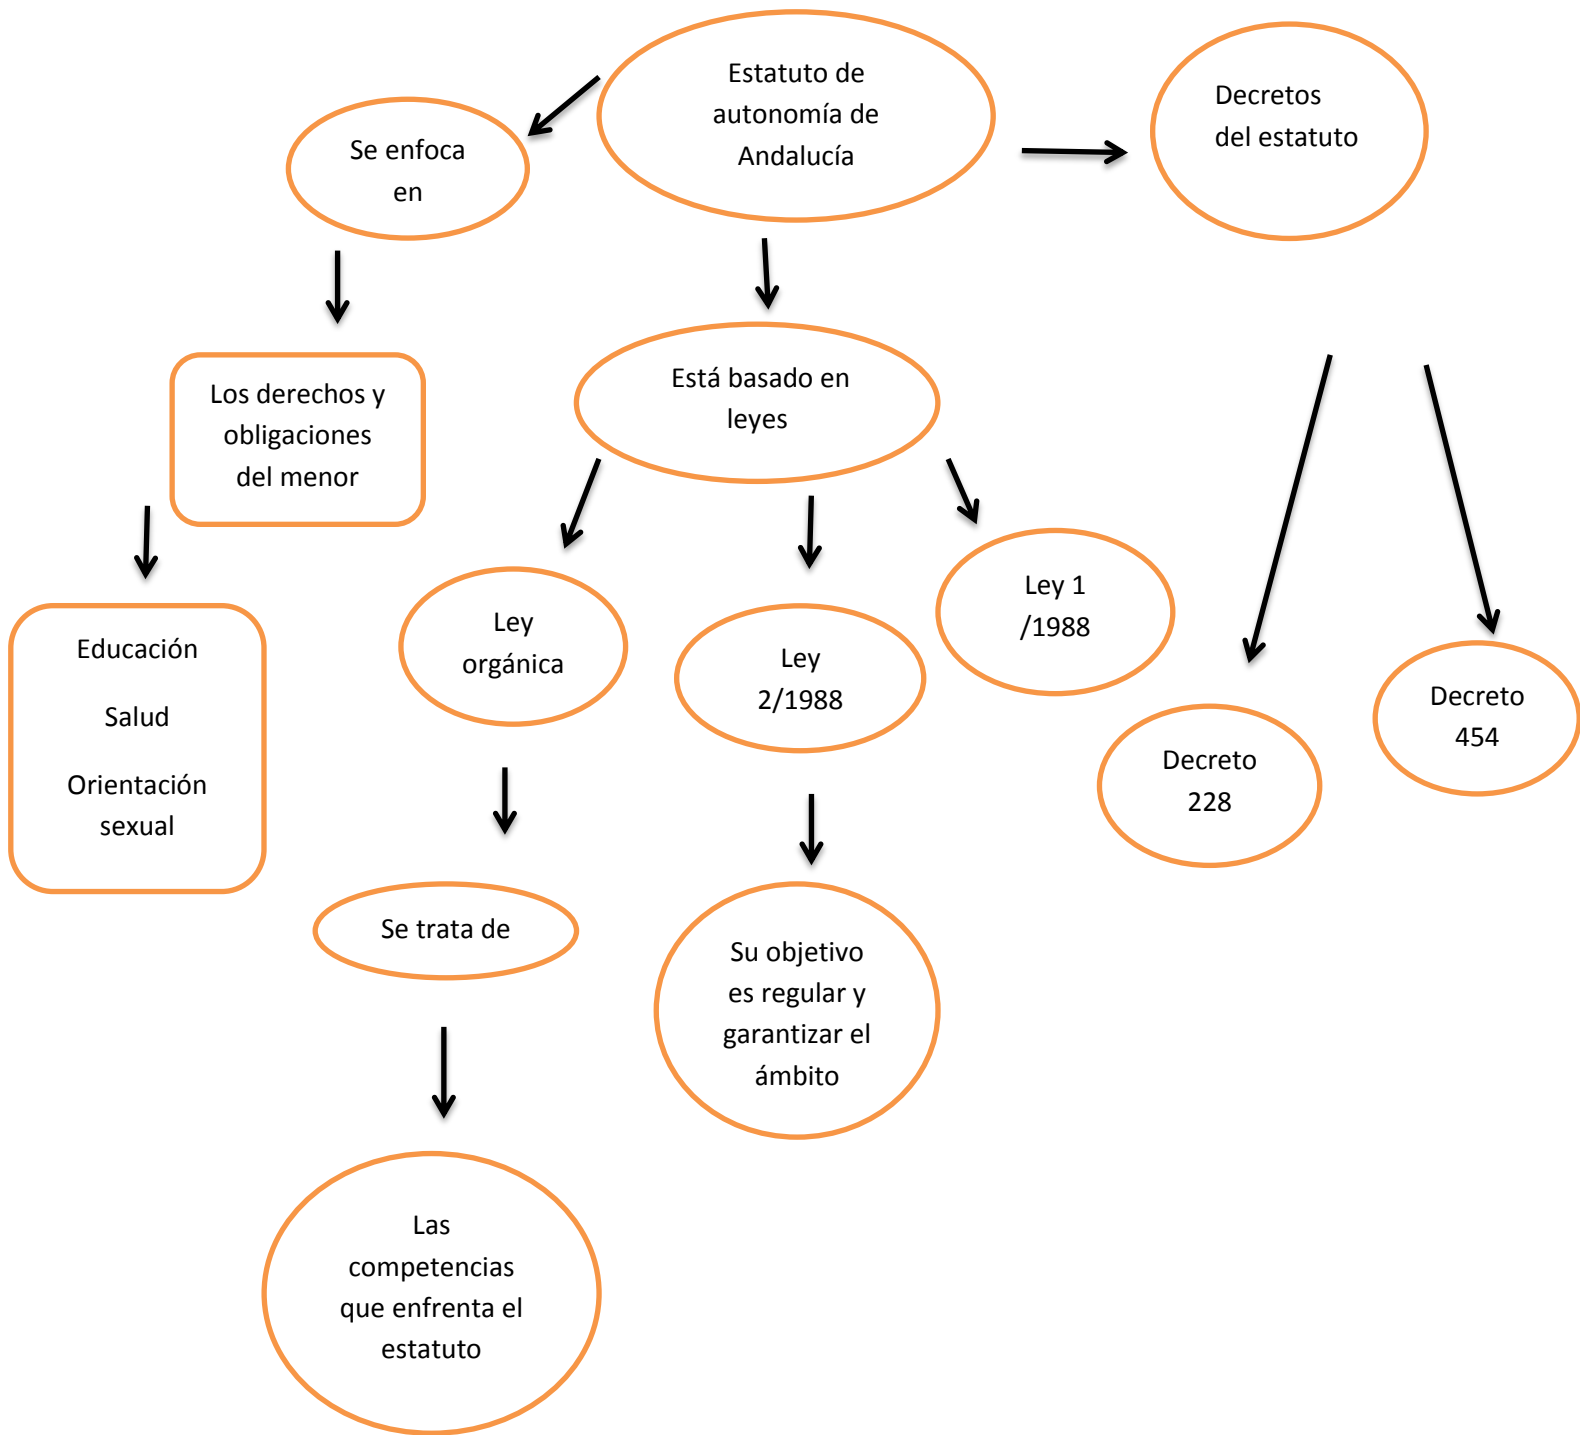 Estatuto de
autonomía de
Andalucía
Decretos
del estatuto
Se enfoca
en
Los derechos y
obligaciones
del menor
Está basado en
leyes
Educación
Salud
Orientación
sexual
Ley
orgánica
Ley
2/1988
Ley 1
/1988
Decreto
228
Decreto
454
Se trata de
Su objetivo
es regular y
garantizar el
ámbito
Las
competencias
que enfrenta el
estatuto